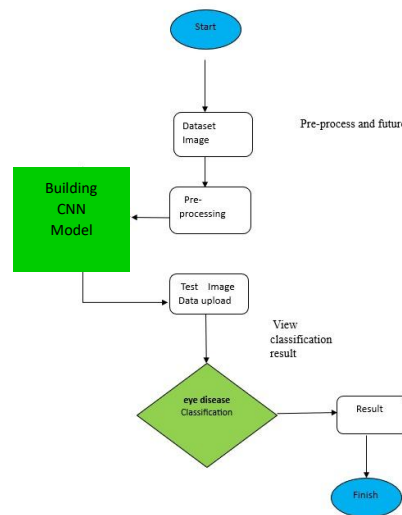 Start
Dataset
Image
Pre-process and future
Pre-
processing
Building
CNN
Model
Test Image
Data upload
View
classification
result
eye disease
Classification
Result
Finish